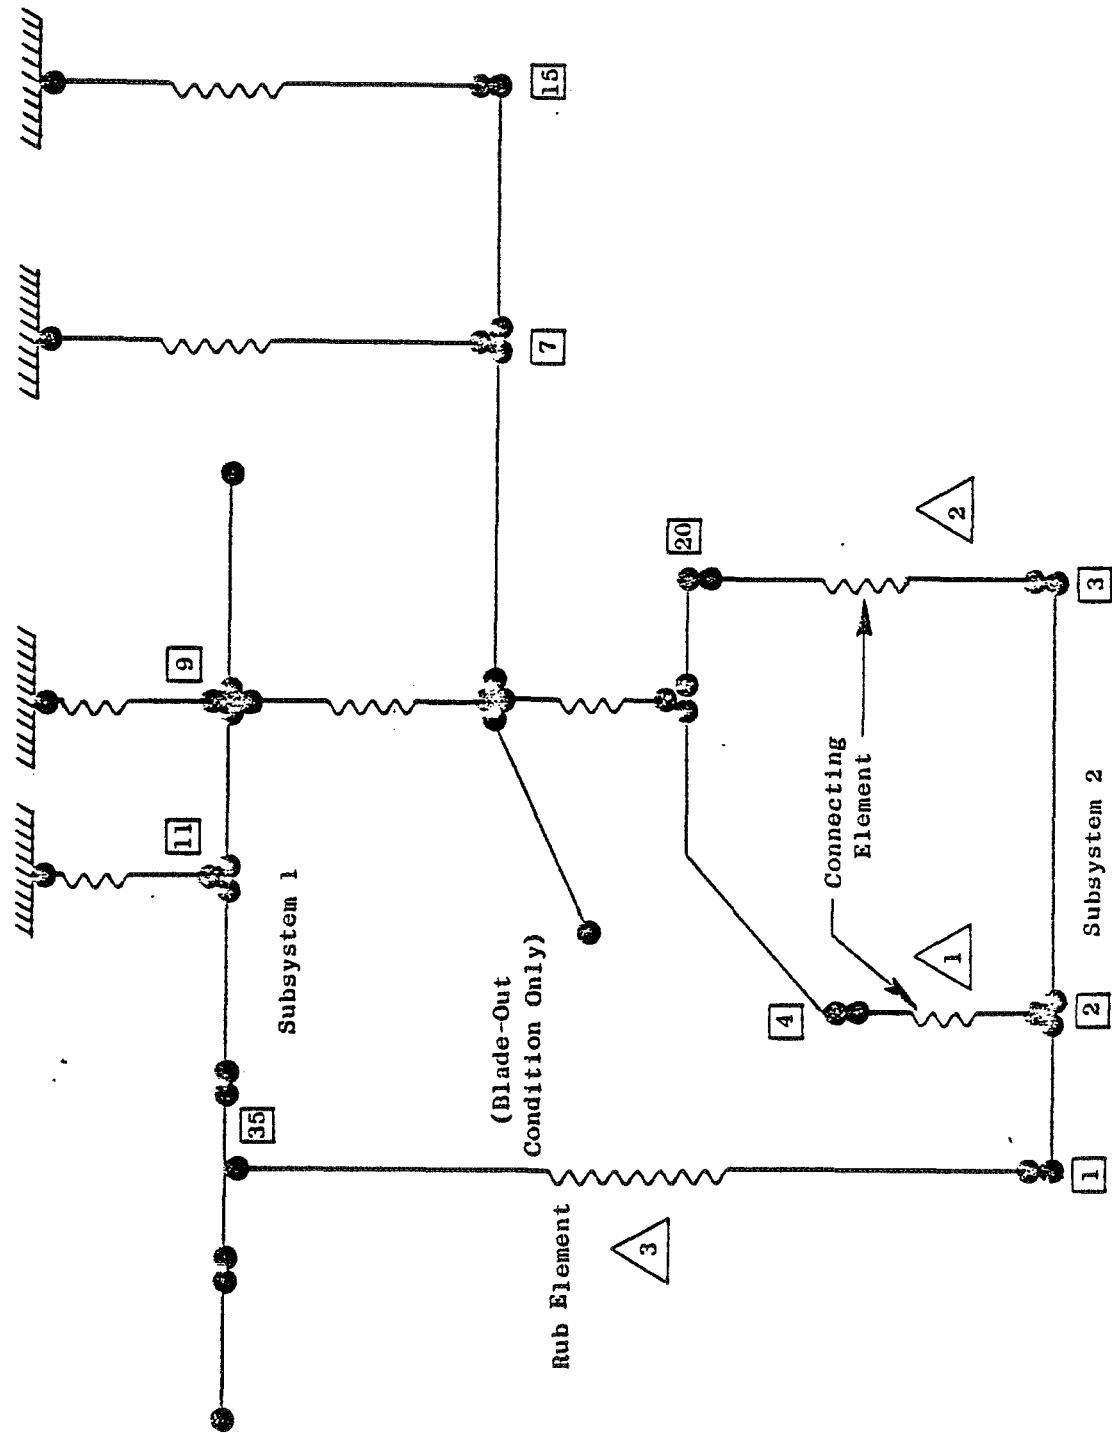 15
7
9
11
Subsystem 1
35
(Blade-Out
Condition Only)
20
4
Connecting
Element
2
1
Rub Element
3
3
2
1
Subsystem 2